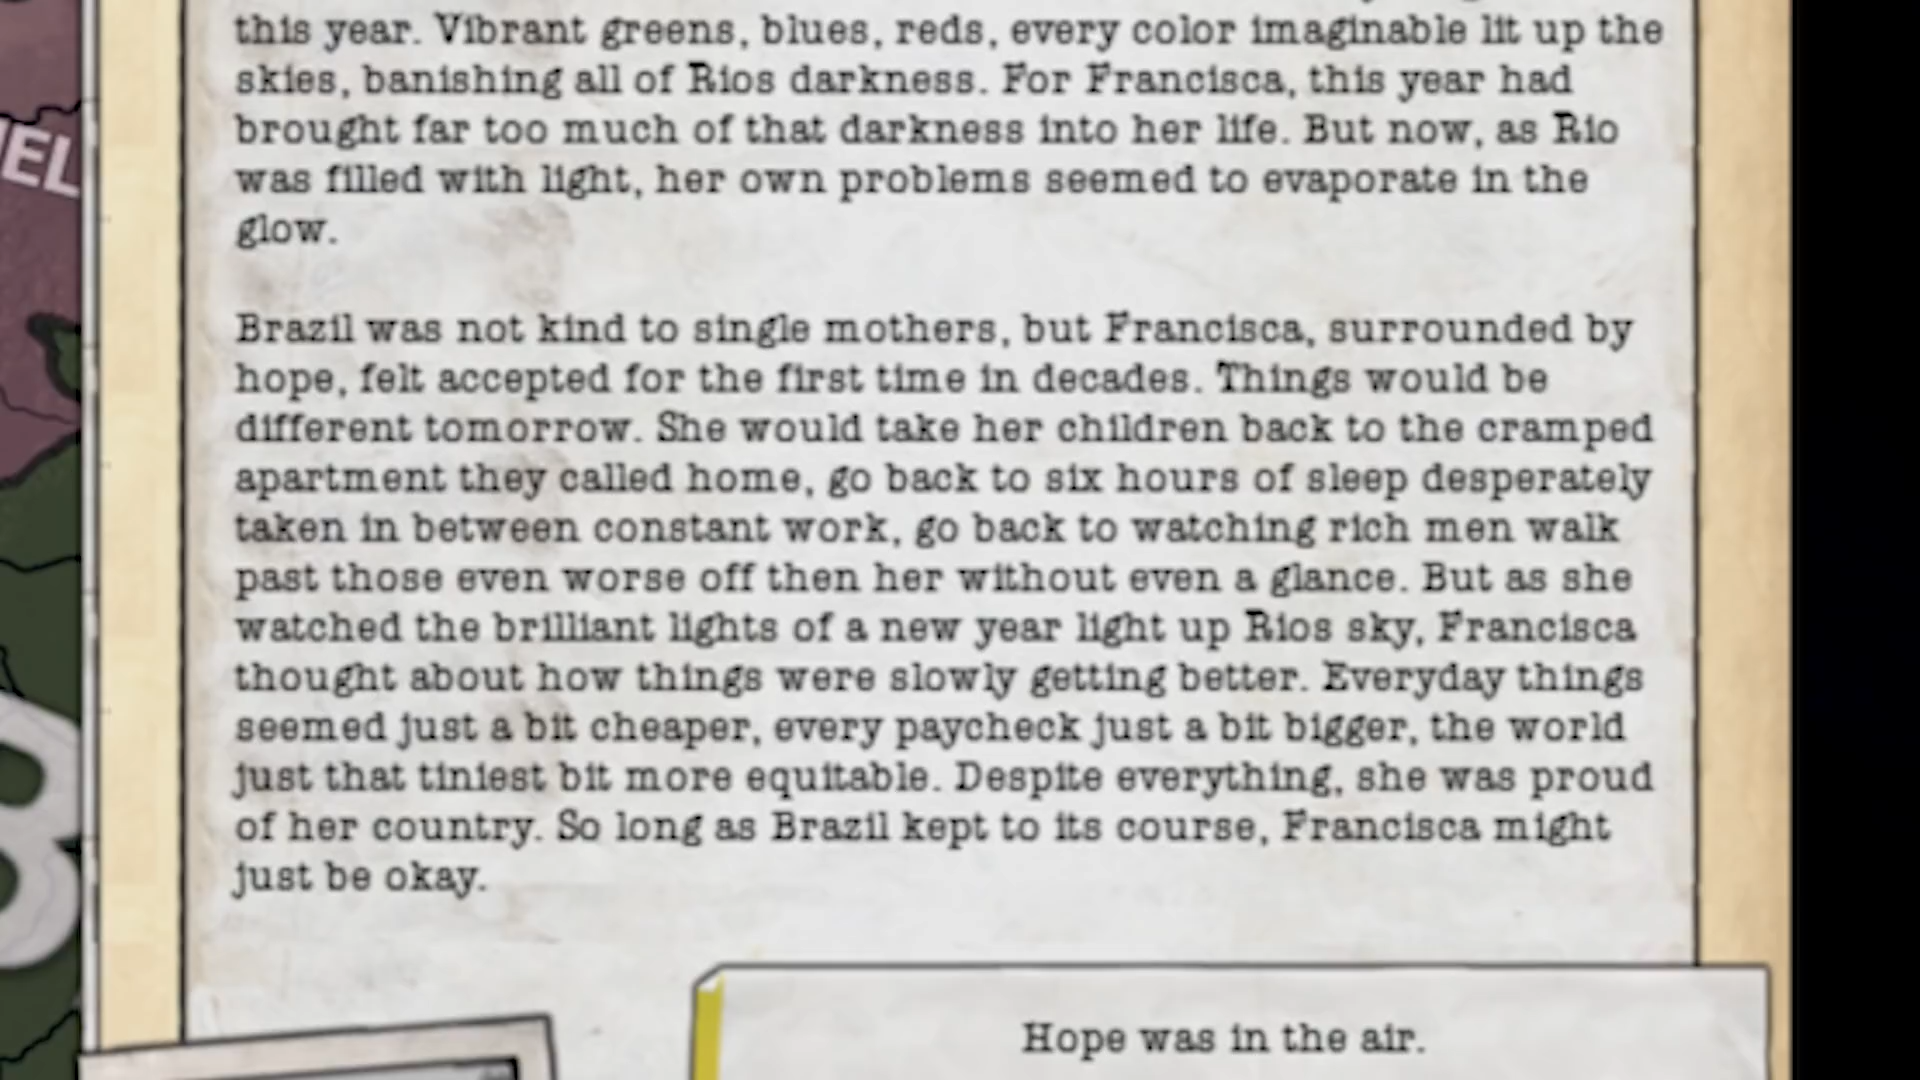 this year. Vibrant greens, blues, reds, every color imaginable lit up the
skies, banishing all of Rios darkness. For Francisca, this year had
brought far too much of that darkness into her life. But now, as Rio
was filled with light, her own problems seemed to evaporate in the
glow.
Brazil was not kind to single mothers, but Francisca, surrounded by
hope, felt accepted for the first time in decades. Things would be
different tomorrow. She would take her children back to the cramped
apartment they called home, go back to six hours of sleep desperately
taken in between constant work, go back to watching rich men walk
past those even worse off then her without even a glance. But as she
watched the brilliant lights of a new year light up Rios sky, Francisca
thought about how things were slowly getting better. Everyday things
seemed just a bit cheaper, every paycheck just a bit bigger, the world
just that tiniest bit more equitable. Despite everything, she was proud
of her country. So long as Brazil kept to its course, Francisca might
just be okay.
Hope was in the air.